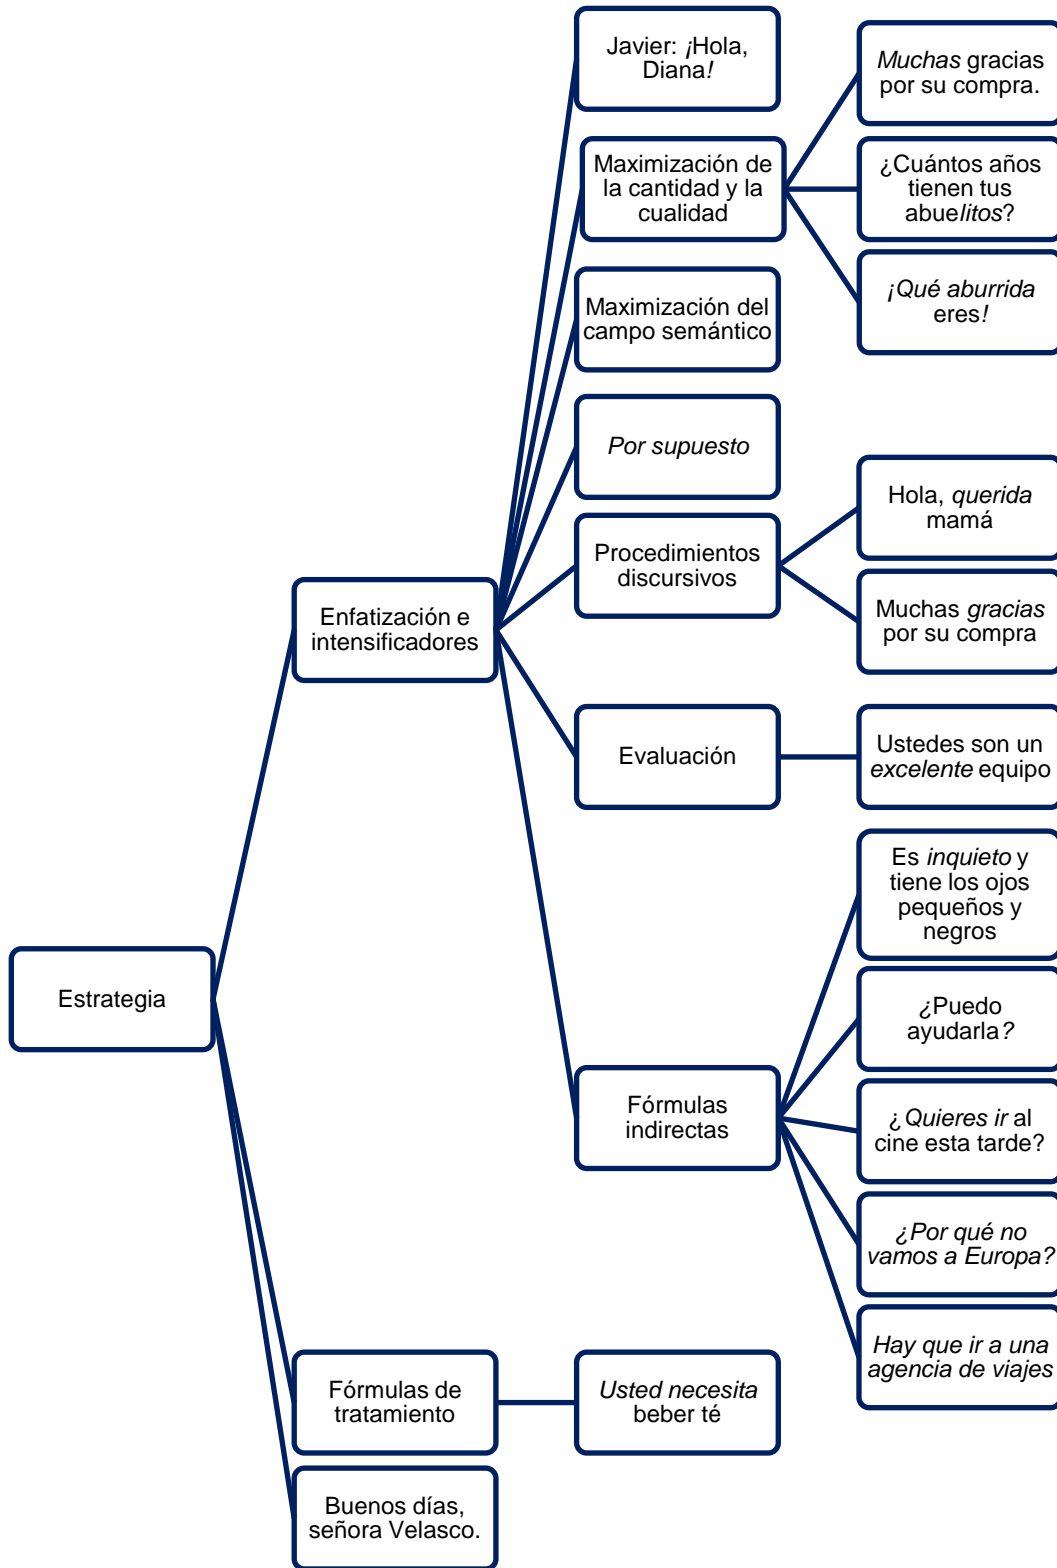 Javier: ¡Hola,
Diana!
Muchas gracias
por su compra.
Maximización de
la cantidad y la
cualidad
¿Cuántos años
tienen tus
abuelitos?
¡Qué aburrida
eres!
Maximización del
campo semántico
Por supuesto
Hola, querida
mamá
Procedimientos
discursivos
Muchas gracias
por su compra
Enfatización e
intensificadores
Evaluación
Ustedes son un
excelente equipo
Es inquieto y
tiene los ojos
pequeños y
negros
Estrategia
¿Puedo
ayudarla?
Fórmulas
indirectas
¿Quieres ir al
cine esta tarde?
¿Por qué no
vamos a Europa?
Hay que ir a una
agencia de viajes
Fórmulas de
tratamiento
Usted necesita
beber té
Buenos días,
señora Velasco.